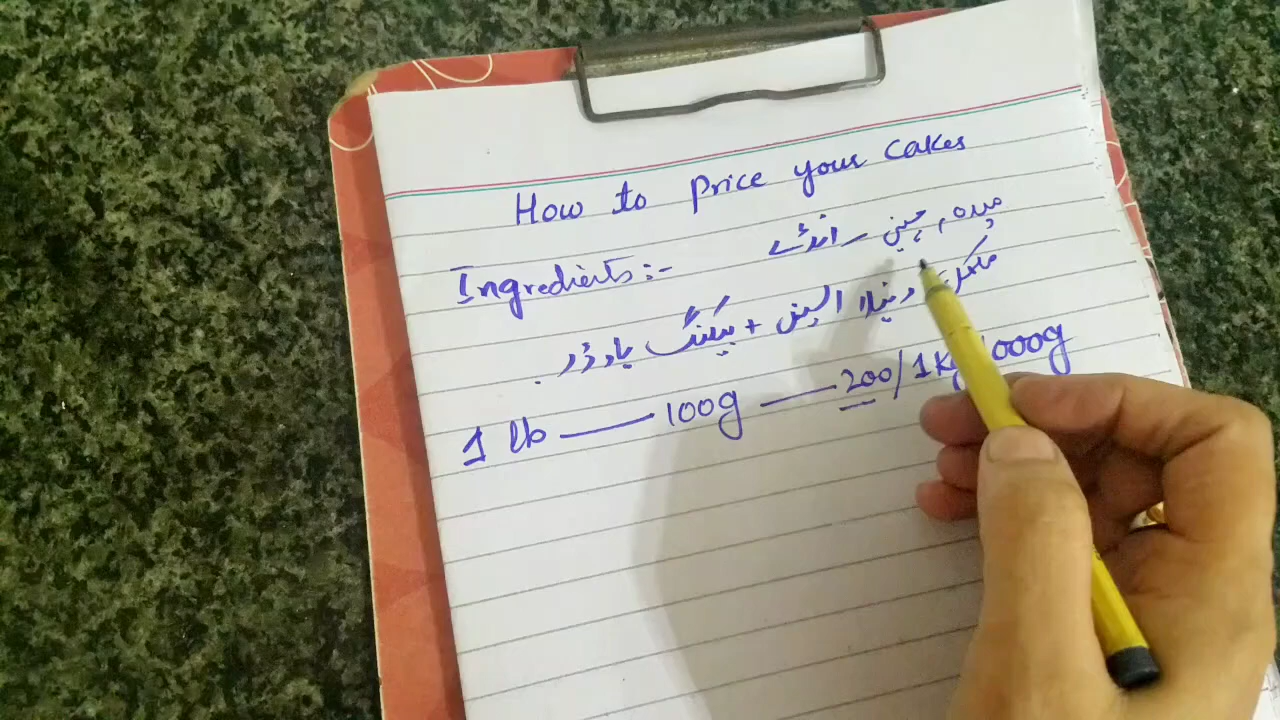 How to Price your Cakes
Ingredients:-
میدہ، چینی - انڈے
مکھن، ونیلا ایسنس + بیکنگ پاؤڈر.
1 lb — 100g — 200/1kg 1000g